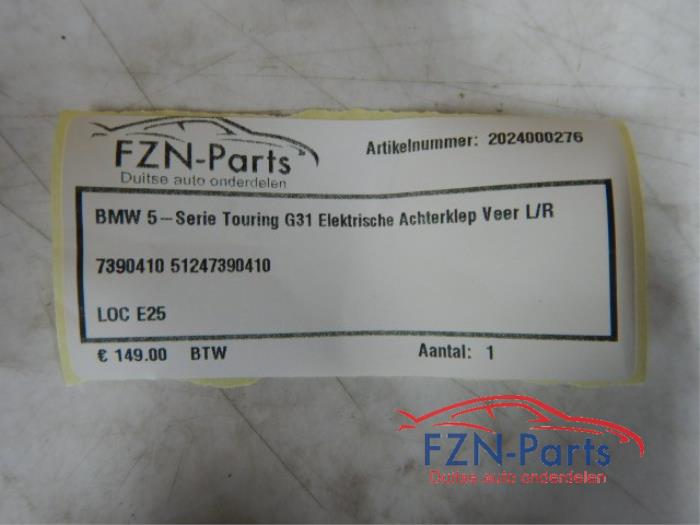 FZN-Parts
Duitse auto onderdelen
Artikelnummer: 2024000276
BMW 5-Serie Touring G31 Elektrische Achterklep Veer L/R
7390410 51247390410
LOC E25
€ 149.00 BTW
Aantal: 1
FZN-Parts
Duitse auto onderdelen